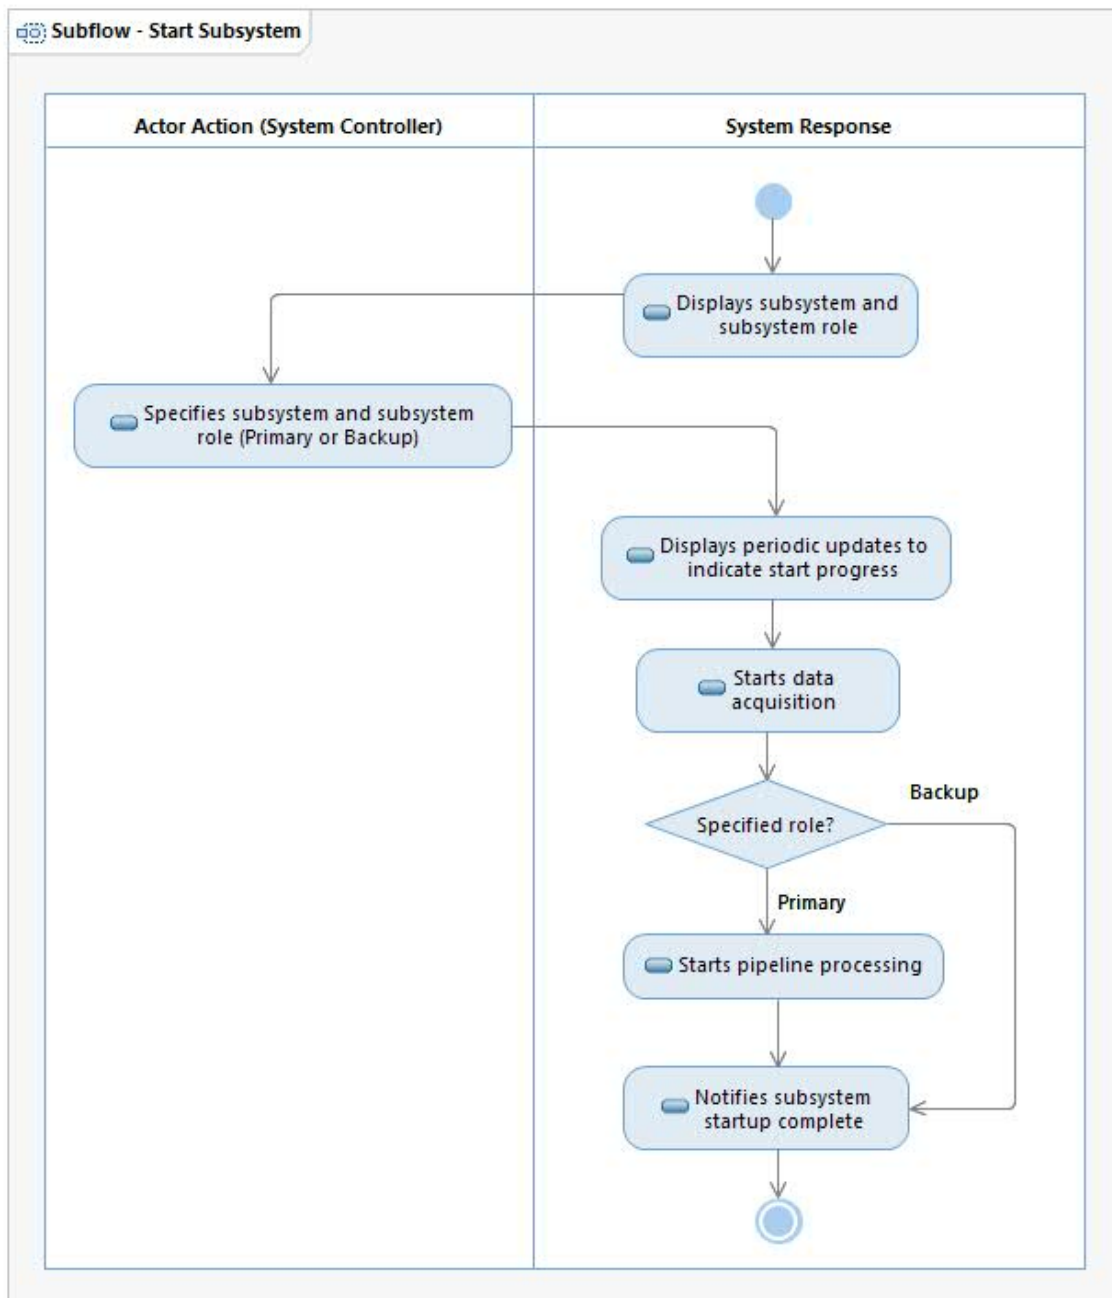 Subflow - Start Subsystem
Actor Action (System Controller)
System Response
Displays subsystem and
subsystem role
Specifies subsystem and subsystem
role (Primary or Backup)
Displays periodic updates to
indicate start progress
Starts data
acquisition
Backup
Specified role?
Primary
Starts pipeline processing
Notifies subsystem
startup complete